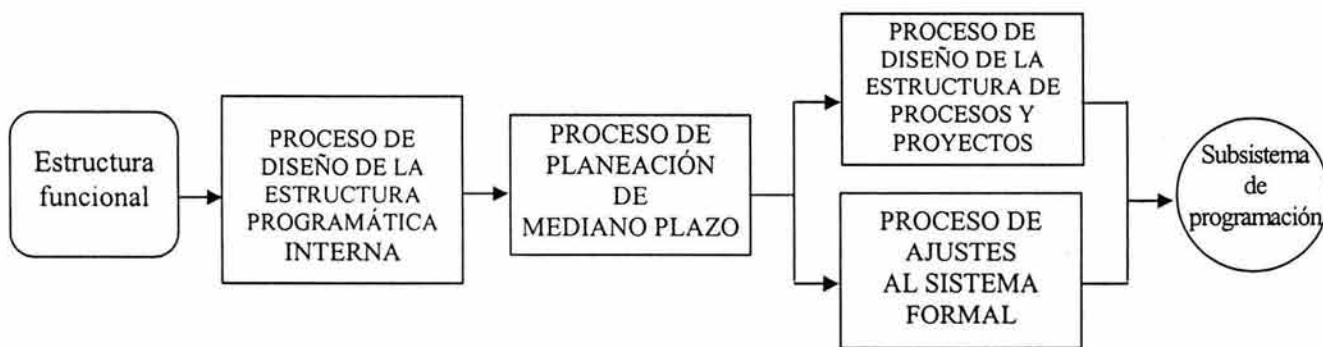 Estructura
funcional
PROCESO DE
DISEÑO DE LA
ESTRUCTURA
PROGRAMÁTICA
INTERNA
PROCESO DE
PLANEACIÓN
DE
MEDIANO PLAZO
PROCESO DE
DISEÑO DE LA
ESTRUCTURA DE
PROCESOS Y
PROYECTOS
PROCESO DE
AJUSTES
AL SISTEMA
FORMAL
Subsistema
de
programación